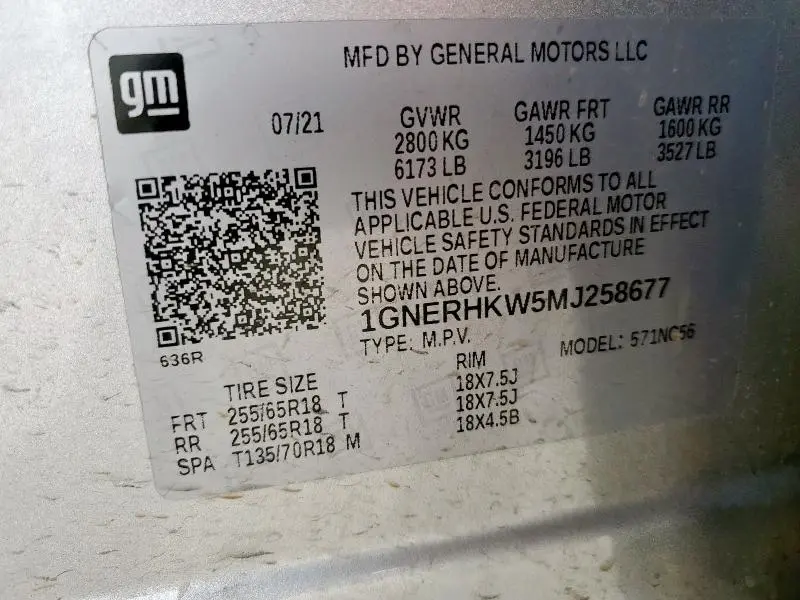 gm
MFD BY GENERAL MOTORS LLC
07/21
GVWR GAWR FRT GAWR RR
2800 KG 1450 KG 1600 KG
6173 LB 3196 LB 3527 LB
THIS VEHICLE CONFORMS TO ALL
APPLICABLE U.S. FEDERAL MOTOR
VEHICLE SAFETY STANDARDS IN EFFECT
ON THE DATE OF MANUFACTURE
SHOWN ABOVE.
1GNERHKW5MJ258677
TYPE: M.P.V. MODEL: 571NC56
636R
TIRE SIZE RIM
FRT 255/65R18 T 18X7.5J
RR 255/65R18 T 18X7.5J
SPA T135/70R18 M 18X4.5B